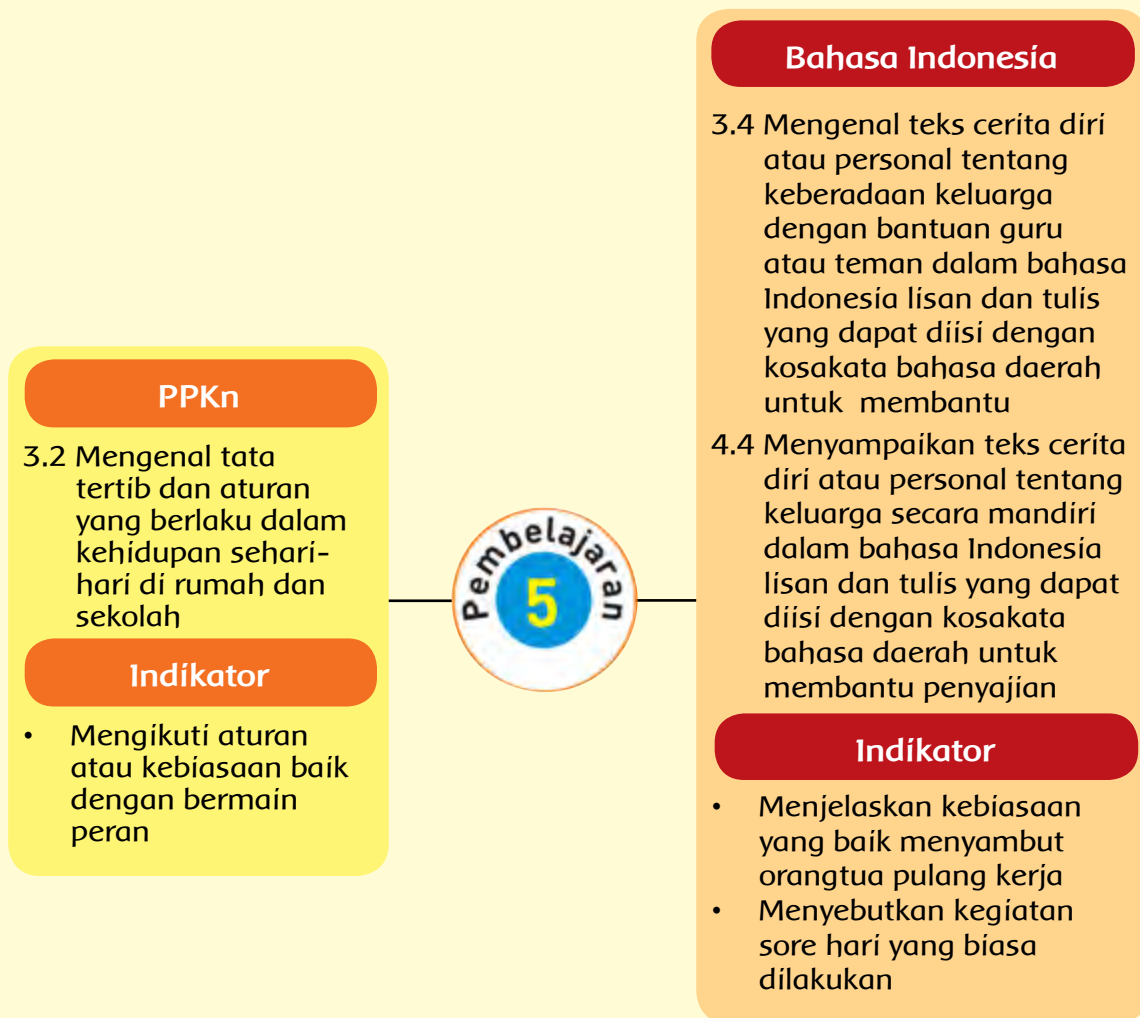 PPKn
3.2 Mengenal tata
tertib dan aturan
yang berlaku dalam
kehidupan sehari-
hari di rumah dan
sekolah
Indikator
• Mengikuti aturan
atau kebiasaan baik
dengan bermain
peran
Pembelajaran
5
Bahasa Indonesia
3.4 Mengenal teks cerita diri
atau personal tentang
keberadaan keluarga
dengan bantuan guru
atau teman dalam bahasa
Indonesia lisan dan tulis
yang dapat diisi dengan
kosakata bahasa daerah
untuk membantu
4.4 Menyampaikan teks cerita
diri atau personal tentang
keluarga secara mandiri
dalam bahasa Indonesia
lisan dan tulis yang dapat
diisi dengan kosakata
bahasa daerah untuk
membantu penyajian
Indikator
• Menjelaskan kebiasaan
yang baik menyambut
orangtua pulang kerja
• Menyebutkan kegiatan
sore hari yang biasa
dilakukan